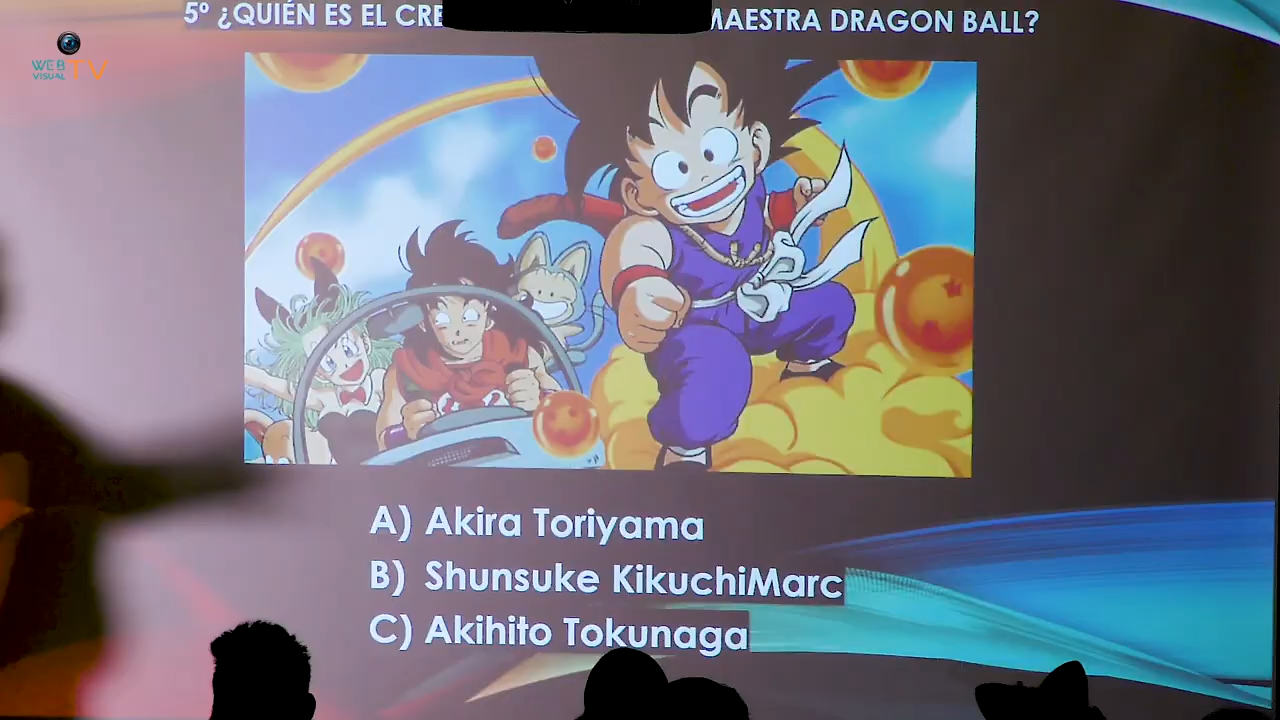 5º ¿QUIÉN ES EL CRE MAESTRA DRAGON BALL?
WEB
VISUAL TV
A) Akira Toriyama
B) Shunsuke KikuchiMarc
C) Akihito Tokunaga